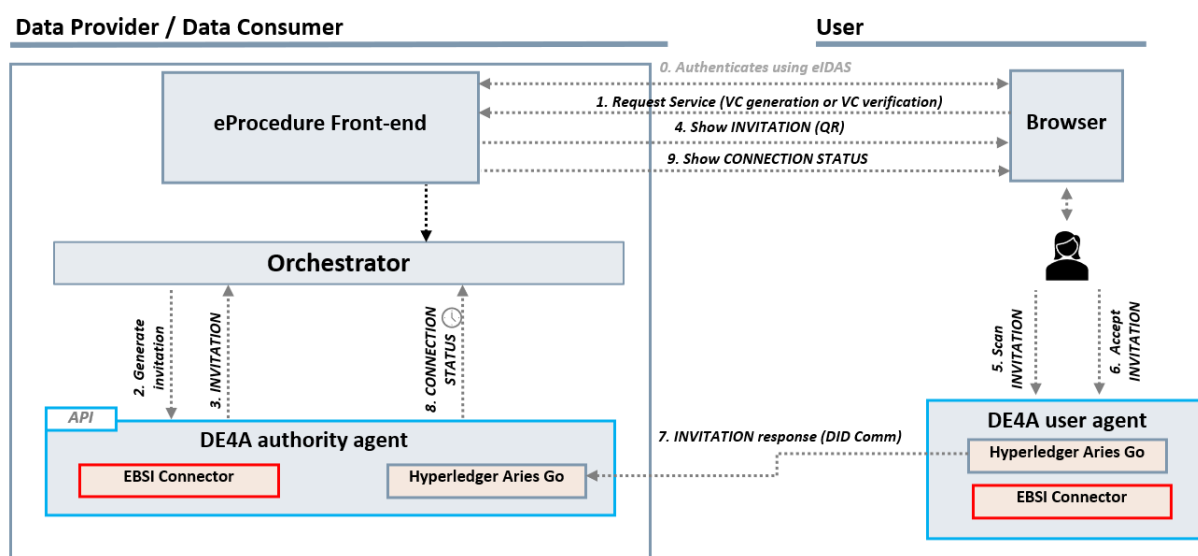 Data Provider / Data Consumer
User
0. Authenticates using eIDAS
1. Request Service (VC generation or VC verification)
eProcedure Front-end
4. Show INVITATION (QR)
Browser
9. Show CONNECTION STATUS
Orchestrator
2. Generate
invitation
3. INVITATION
8. CONNECTION
STATUS
5. Scan
INVITATION
6. Accept
INVITATION
API
DE4A authority agent
EBSI Connector
Hyperledger Aries Go
7. INVITATION response (DID Comm)
DE4A user agent
Hyperledger Aries Go
EBSI Connector